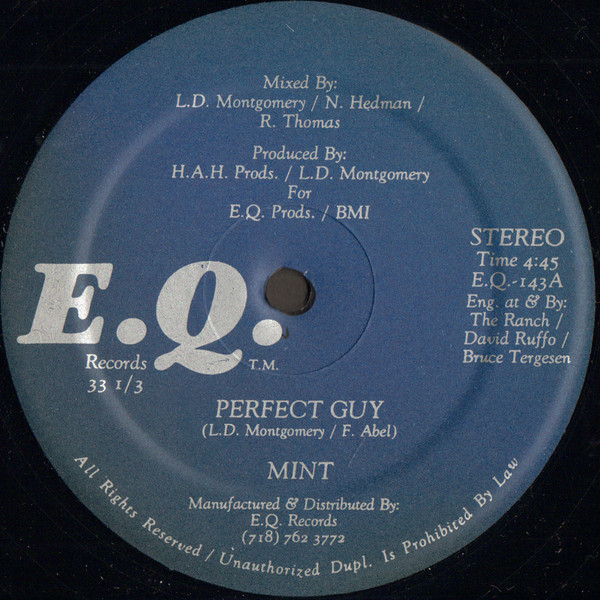 Mixed By:
L.D. Montgomery / N. Hedman /
R. Thomas
Produced By:
H.A.H. Prods. / L.D. Montgomery
For
E.Q. Prods. / BMI
STEREO
Time 4:45
E.Q.-143A
Eng. at & By:
The Ranch /
David Ruffo /
Bruce Tergesen
E.Q.
Records T.M.
33 1/3
PERFECT GUY
(L.D. Montgomery / F. Abel)
MINT
Manufactured & Distributed By:
E.Q. Records
(718) 762 3772
All Rights Reserved / Unauthorized Dupl. Is Prohibited By Law